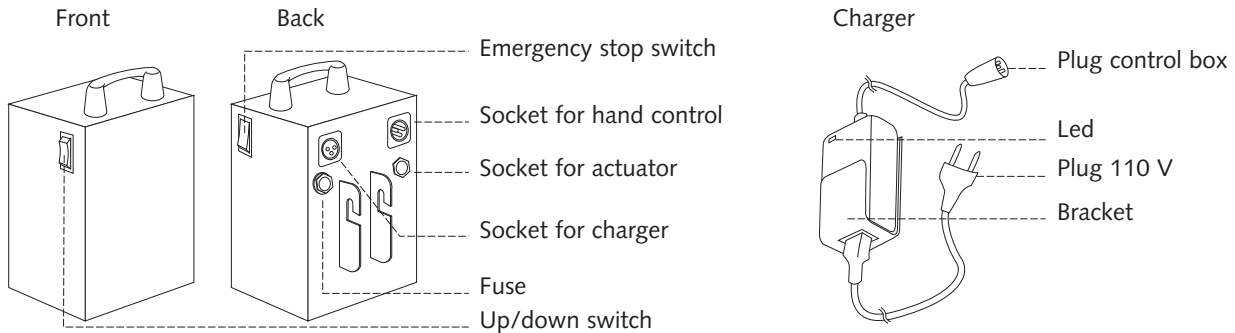 Front
Back
Charger
Emergency stop switch
Socket for hand control
Socket for actuator
Socket for charger
Fuse
Up/down switch
Plug control box
Led
Plug 110 V
Bracket